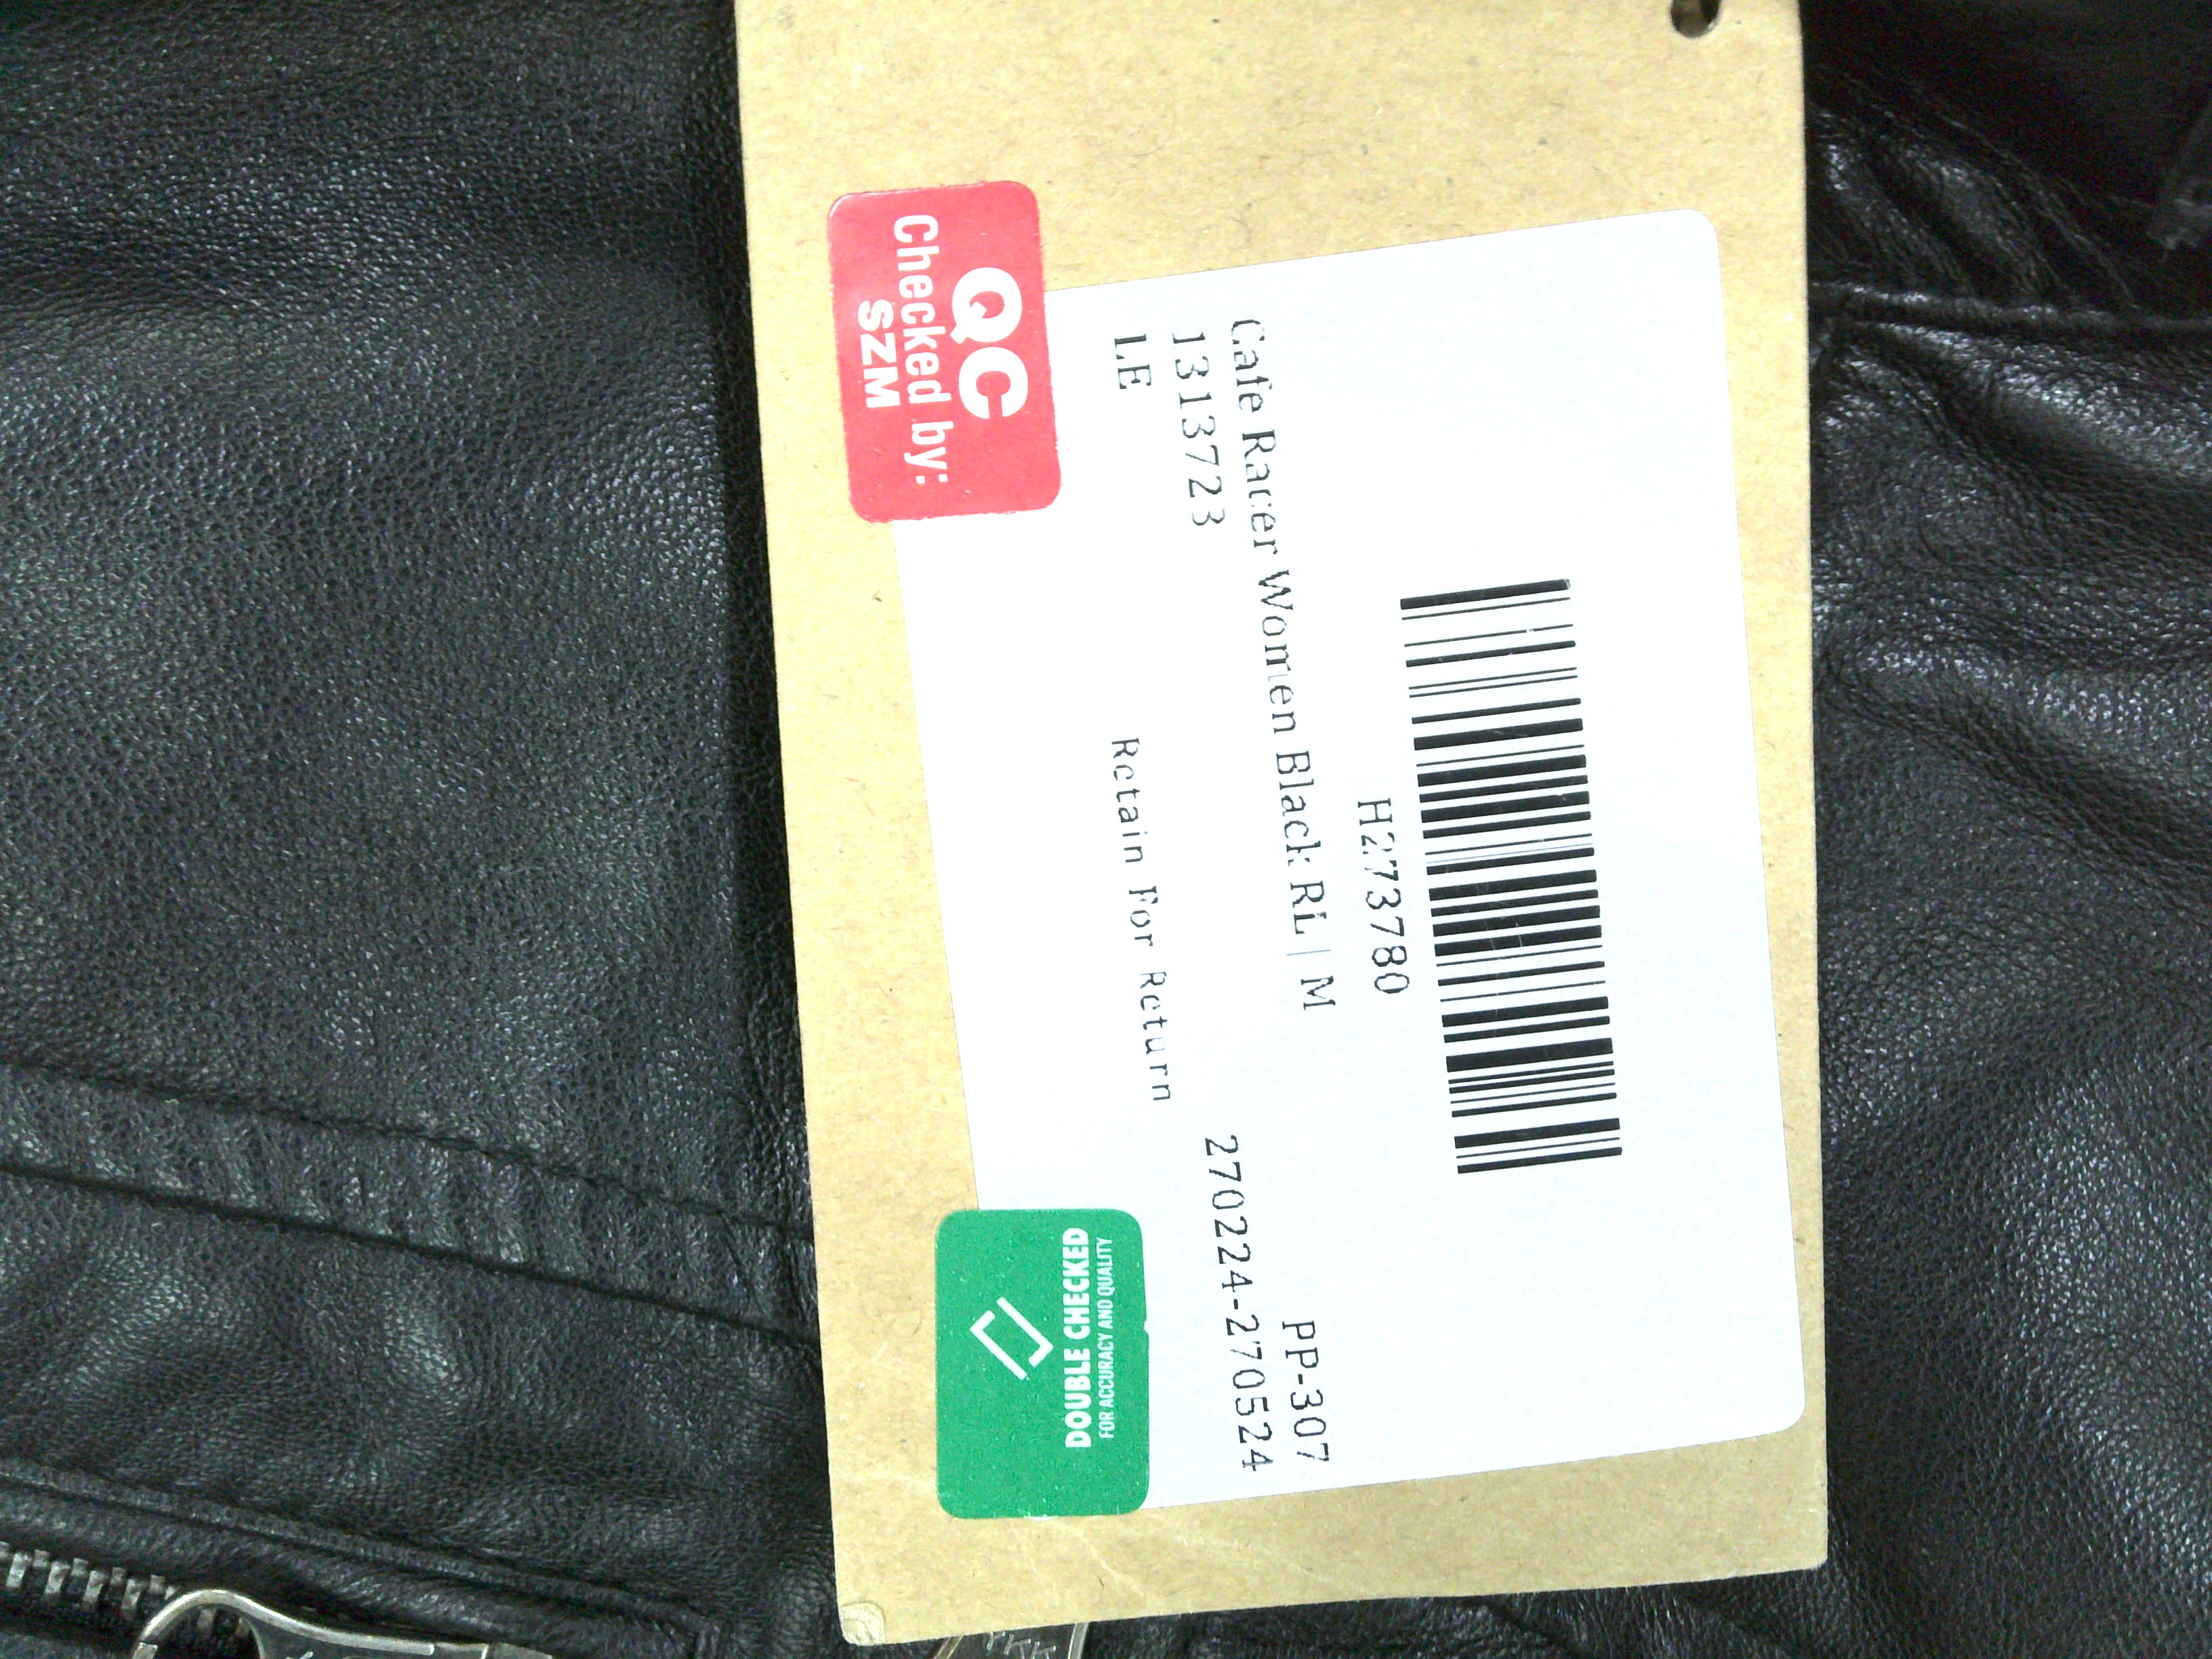 H273780
Cafe Racer Women Black RL | M
PP-307
1313723
270224-270524
LE
Retain For Return
QC
Checked by:
SZM
DOUBLE CHECKED
FOR ACCURACY AND QUALITY
YKK